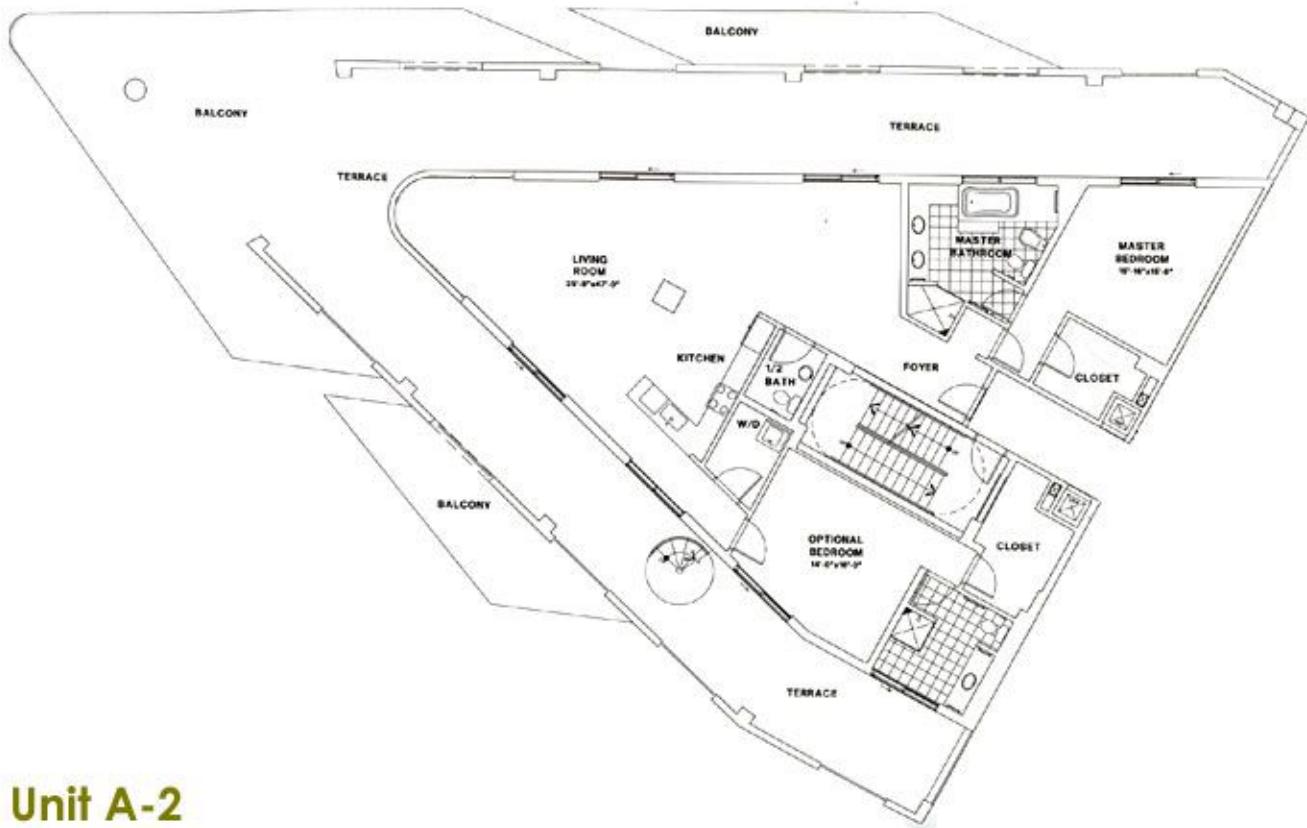 BALCONY
BALCONY
TERRACE
TERRACE
MASTER
BATHROOM
MASTER
BEDROOM
LIVING
ROOM
KITCHEN
1/2
BATH
FOYER
CLOSET
W/D
BALCONY
OPTIONAL
BEDROOM
CLOSET
TERRACE
Unit A-2